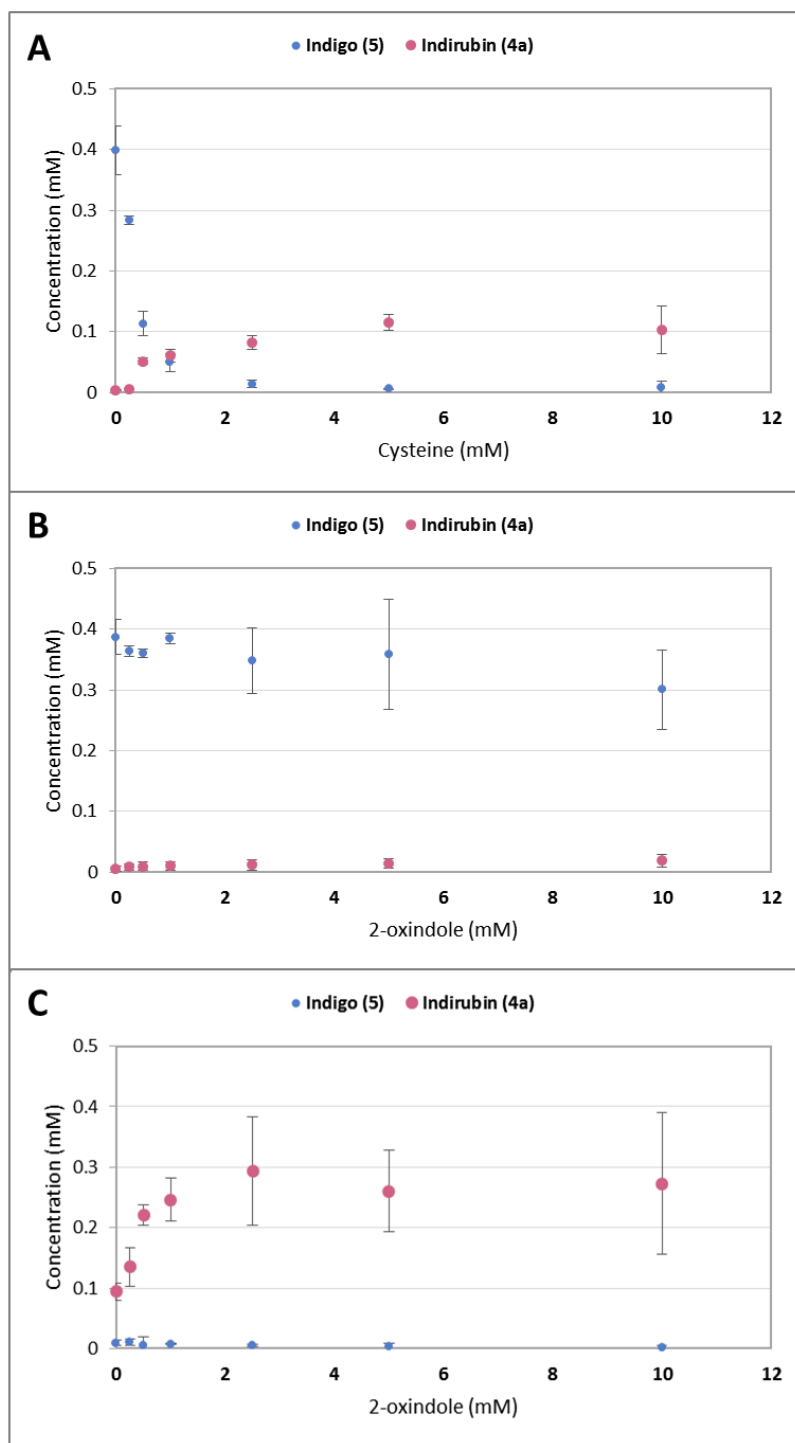 A
Indigo (5) Indirubin (4a)
0.5
0.4
0.3
0.2
0.1
0
Concentration (mM)
0 2 4 6 8 10 12
Cysteine (mM)
B
Indigo (5) Indirubin (4a)
0.5
0.4
0.3
0.2
0.1
0
Concentration (mM)
0 2 4 6 8 10 12
2-oxindole (mM)
C
Indigo (5) Indirubin (4a)
0.5
0.4
0.3
0.2
0.1
0
Concentration (mM)
0 2 4 6 8 10 12
2-oxindole (mM)